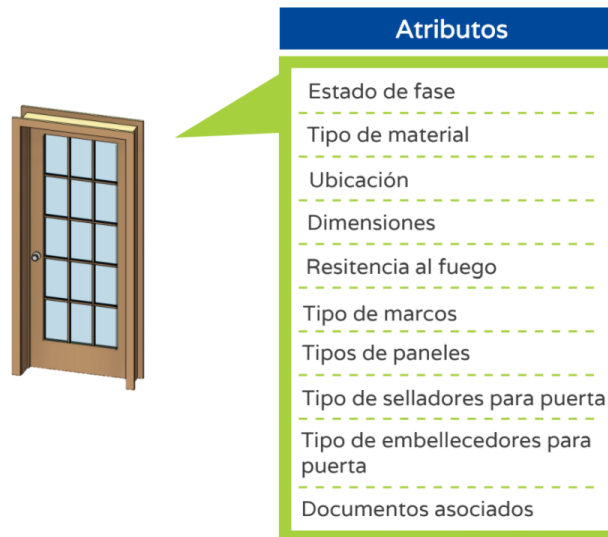 Atributos
Estado de fase
Tipo de material
Ubicación
Dimensiones
Resitencia al fuego
Tipo de marcos
Tipos de paneles
Tipo de selladores para puerta
Tipo de embellecedores para
puerta
Documentos asociados